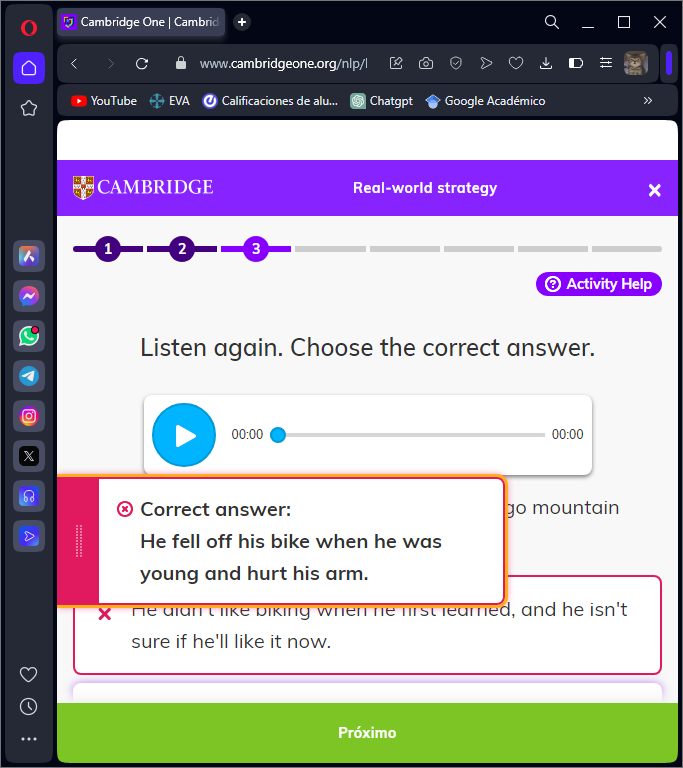 Cambridge One | Cambrid
www.cambridgeone.org/nlp/l
YouTube
EVA
Calificaciones de alu...
Chatgpt
Google Académico
CAMBRIDGE
Real-world strategy
1
2
3
Activity Help
Listen again. Choose the correct answer.
00:00
00:00
go mountain
Correct answer:
He fell off his bike when he was
young and hurt his arm.
He didn't like biking when he first learned, and he isn't
sure if he'll like it now.
Próximo